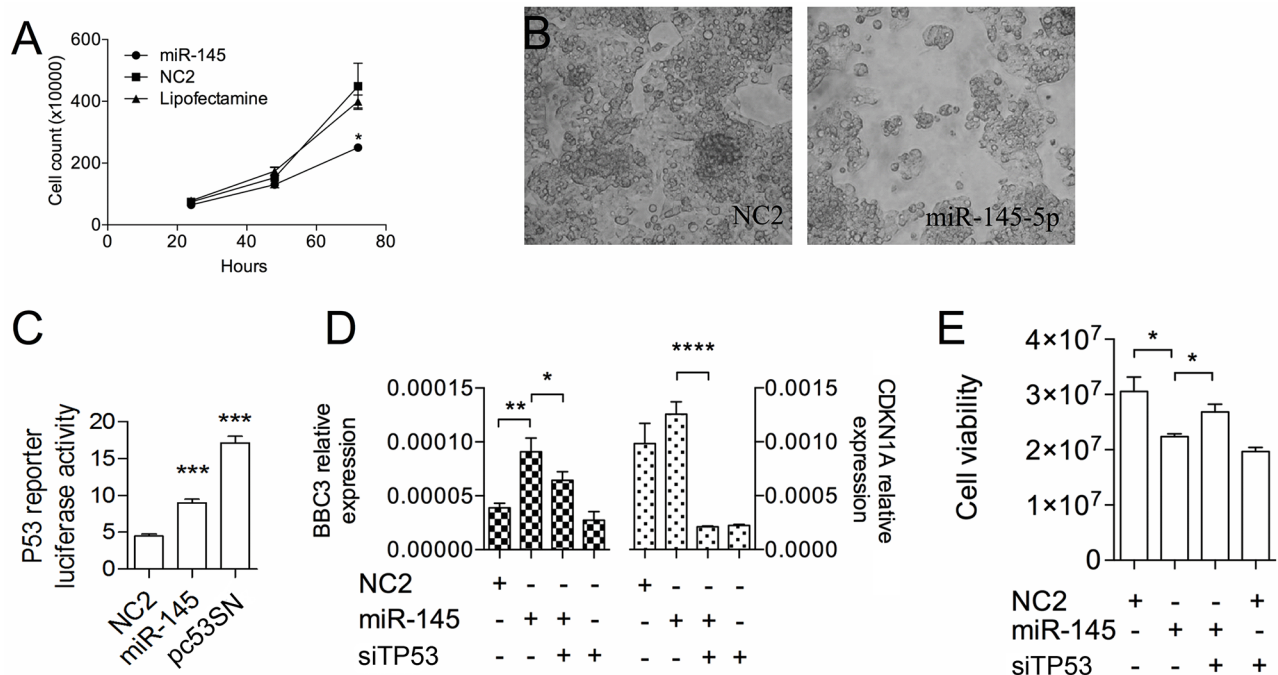 A
Cell count (x10000)
600
400
200
0
0 20 40 60 80
Hours
miR-145
NC2
Lipofectamine
*
B
NC2
miR-145-5p
C
P53 reporter
luciferase activity
20
15
10
5
0
***
***
NC2
miR-145
pc53SN
D
BBC3 relative
expression
0.00015
0.00010
0.00005
0.00000
**
*
****
0.0015
0.0010
0.0005
0.0000
CDKN1A relative
expression
NC2 + - - - + - - -
miR-145 - + + - - + + -
siTP53 - - + + - - + +
E
Cell viability
4×10⁷
3×10⁷
2×10⁷
1×10⁷
0
*
*
NC2 + - - +
miR-145 - + + -
siTP53 - - + +